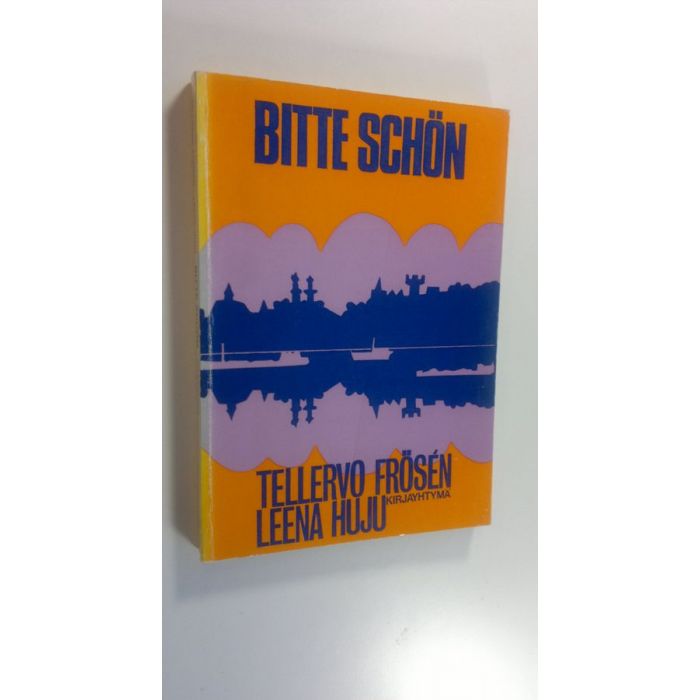 BITTE SCHÖN
TELLERVO FRÖSÉN
KIRJAYHTYMÄ
LEENA HUJU